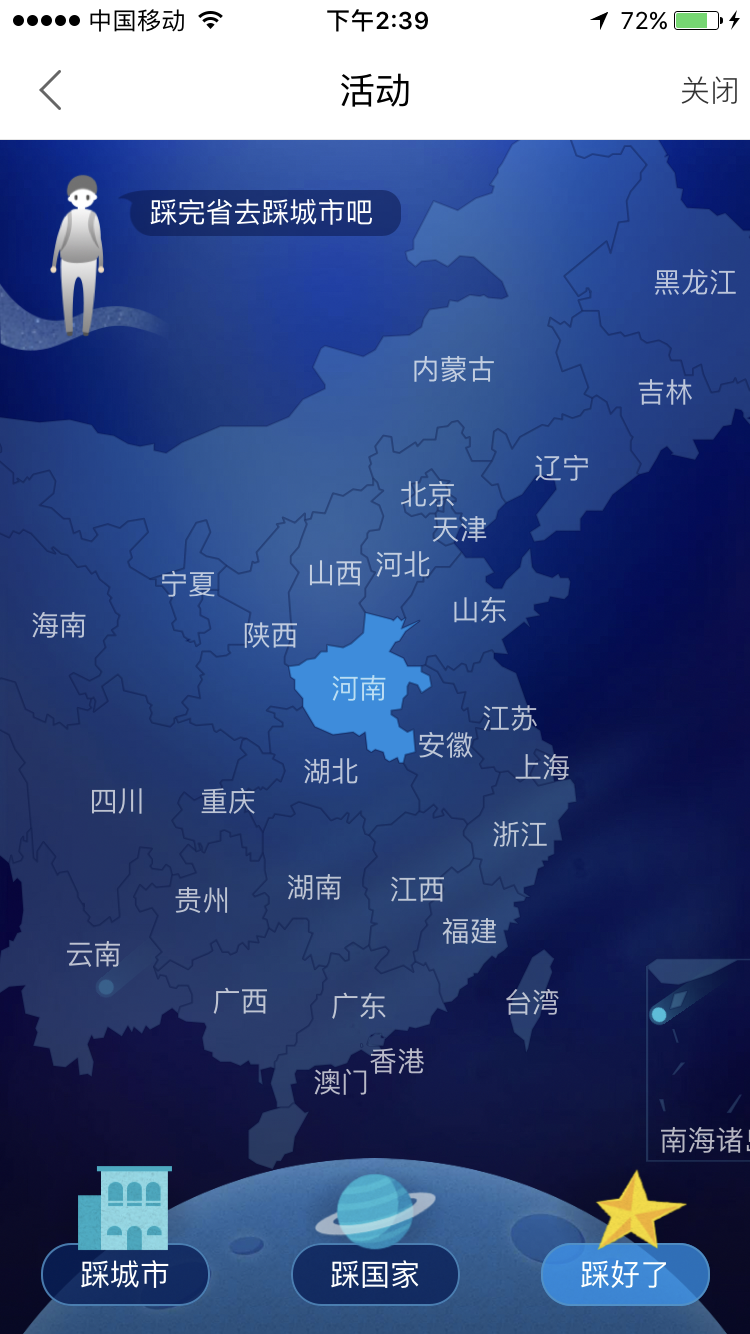 中国移动 下午2:39 72%
活动 关闭
踩完省去踩城市吧
黑龙江
内蒙古
吉林
辽宁
北京
天津
河北
山西
宁夏
山东
海南
陕西
河南
江苏
安徽
上海
湖北
四川
重庆
浙江
湖南
江西
贵州
福建
云南
广西
广东
台湾
香港
澳门
南海诸
踩城市
踩国家
踩好了